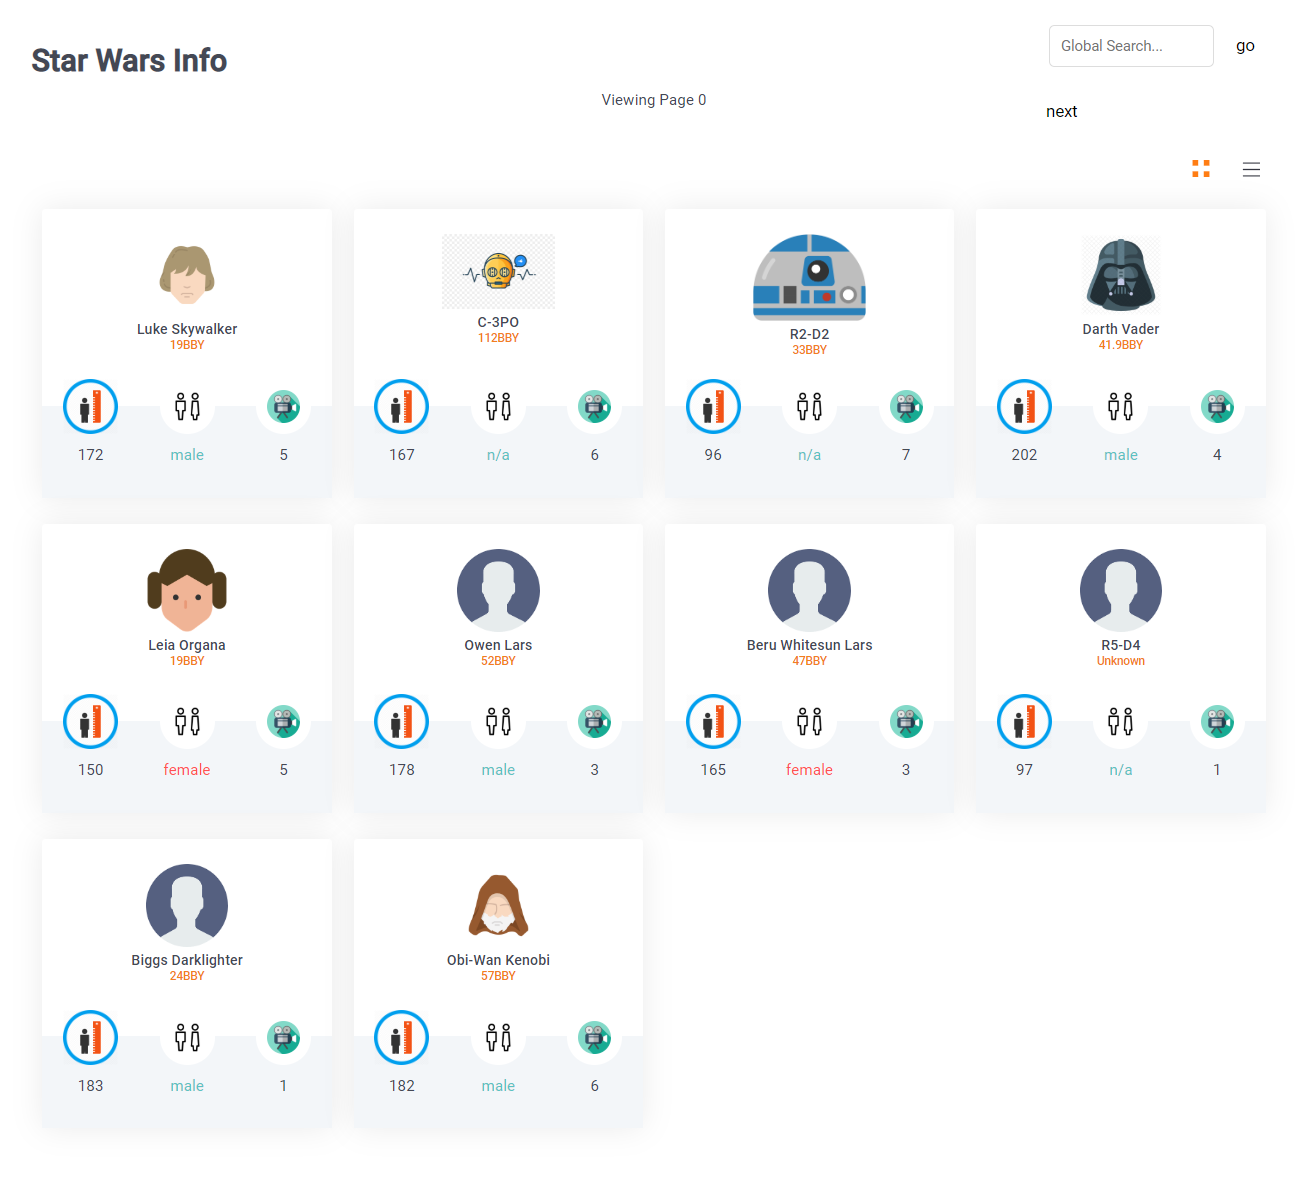 Star Wars Info
Global Search...
go
Viewing Page 0
next
Luke Skywalker
19BBY
172
male
5
C-3PO
112BBY
167
n/a
6
R2-D2
33BBY
96
n/a
7
Darth Vader
41.9BBY
202
male
4
Leia Organa
19BBY
150
female
5
Owen Lars
52BBY
178
male
3
Beru Whitesun Lars
47BBY
165
female
3
R5-D4
Unknown
97
n/a
1
Biggs Darklighter
24BBY
183
male
1
Obi-Wan Kenobi
57BBY
182
male
6